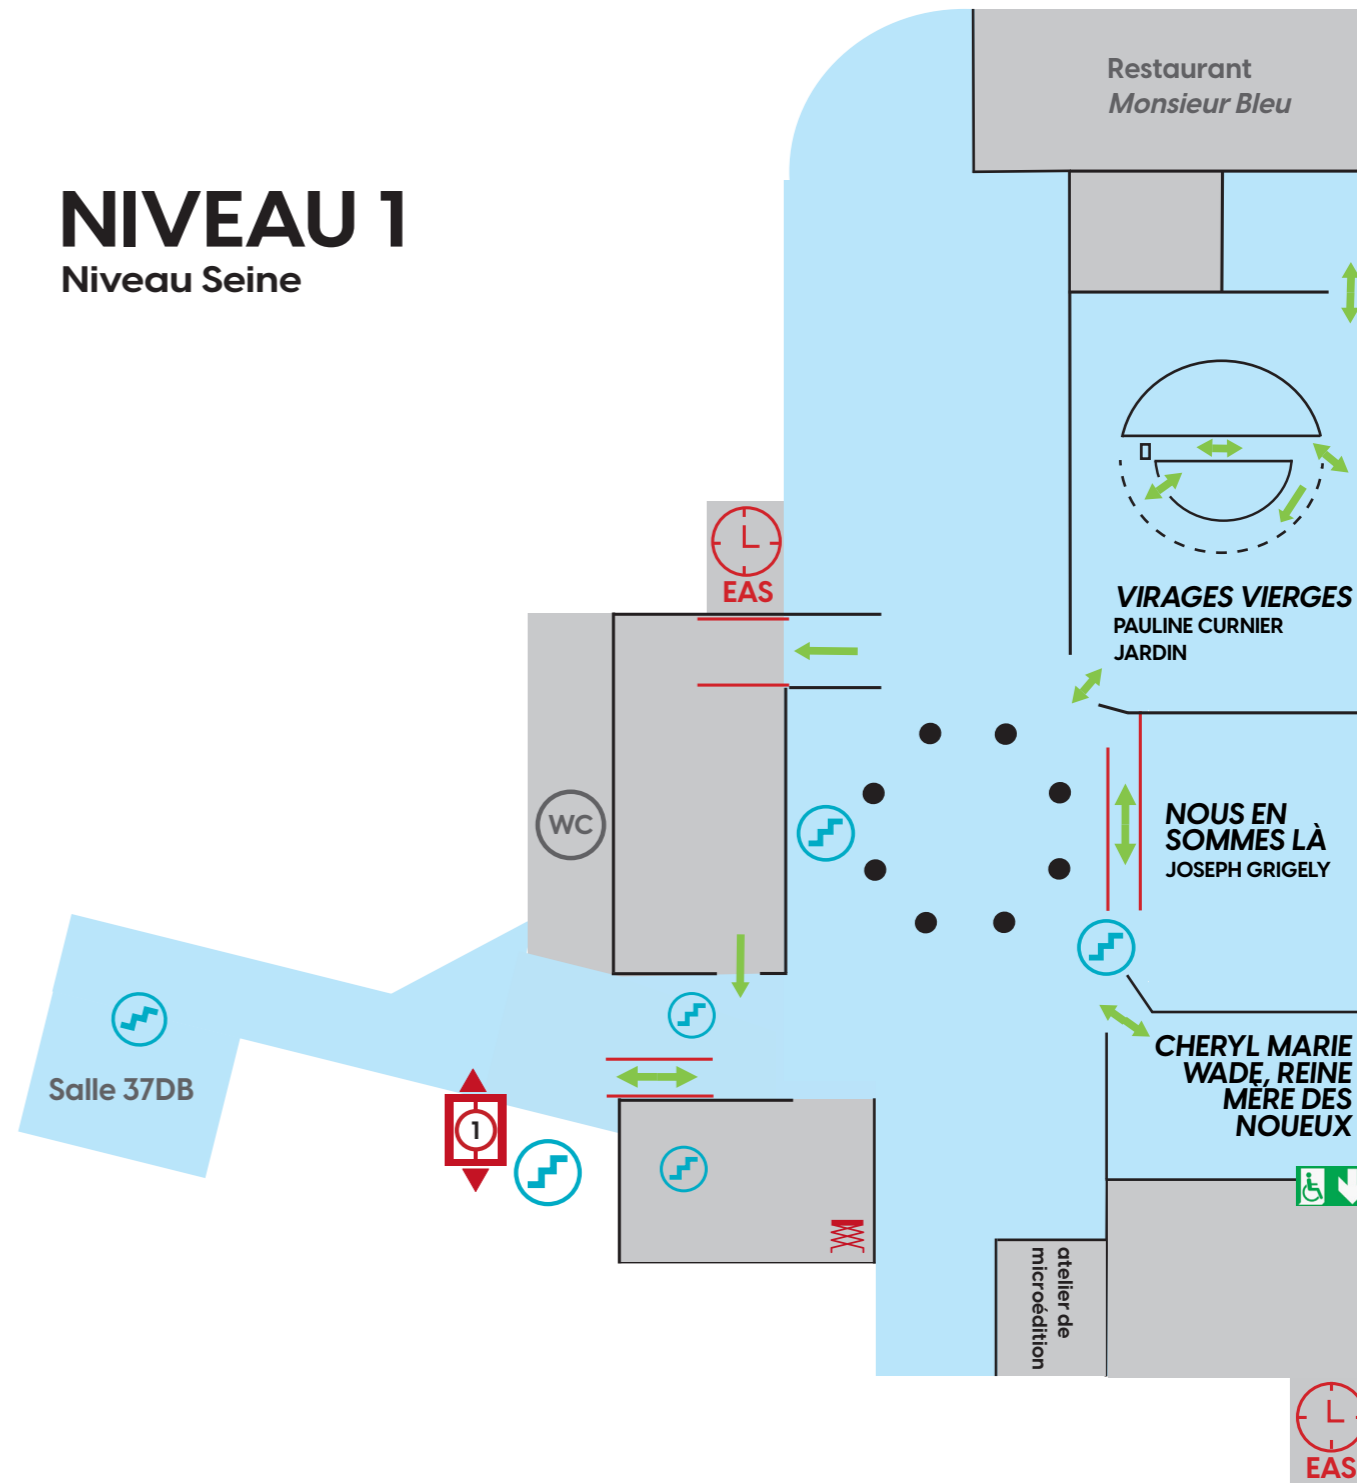 Restaurant
Monsieur Bleu
NIVEAU 1
Niveau Seine
EAS
VIRAGES VIERGES
PAULINE CURNIER
JARDIN
WC
NOUS EN
SOMMES LÀ
JOSEPH GRIGELY
Salle 37DB
1
CHERYL MARIE
WADE, REINE
MÈRE DES
NOUEUX
atelier de
microédition
EAS